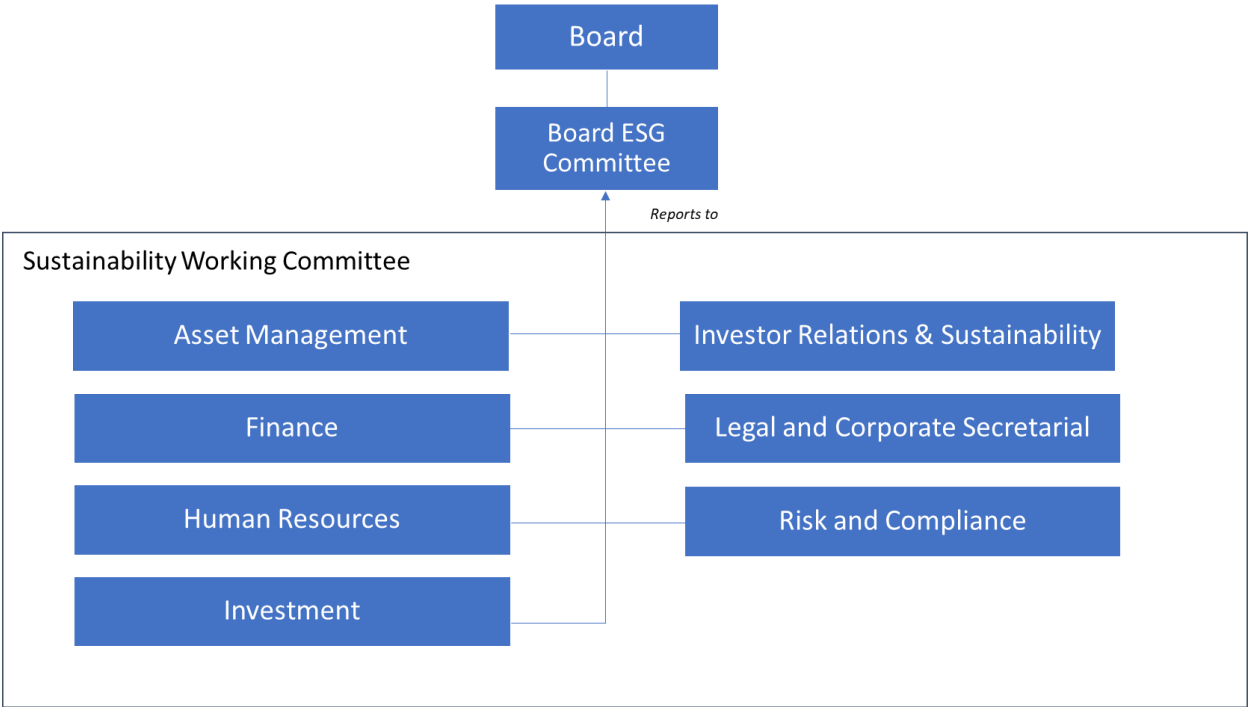 Board
Board ESG
Committee
Reports to
Sustainability Working Committee
Asset Management
Investor Relations & Sustainability
Finance
Legal and Corporate Secretarial
Human Resources
Risk and Compliance
Investment